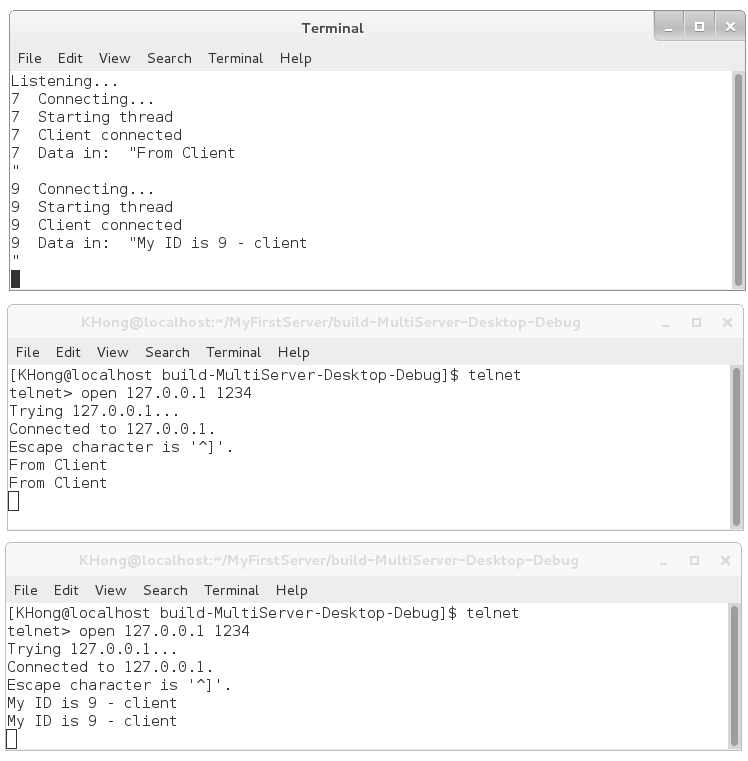 Terminal
File Edit View Search Terminal Help
Listening...
7  Connecting...
7  Starting thread
7  Client connected
7  Data in:  "From Client
"
9  Connecting...
9  Starting thread
9  Client connected
9  Data in:  "My ID is 9 - client
"
KHong@localhost:~/MyFirstServer/build-MultiServer-Desktop-Debug
File Edit View Search Terminal Help
[KHong@localhost build-MultiServer-Desktop-Debug]$ telnet
telnet> open 127.0.0.1 1234
Trying 127.0.0.1...
Connected to 127.0.0.1.
Escape character is '^]'.
From Client
From Client
KHong@localhost:~/MyFirstServer/build-MultiServer-Desktop-Debug
File Edit View Search Terminal Help
[KHong@localhost build-MultiServer-Desktop-Debug]$ telnet
telnet> open 127.0.0.1 1234
Trying 127.0.0.1...
Connected to 127.0.0.1.
Escape character is '^]'.
My ID is 9 - client
My ID is 9 - client